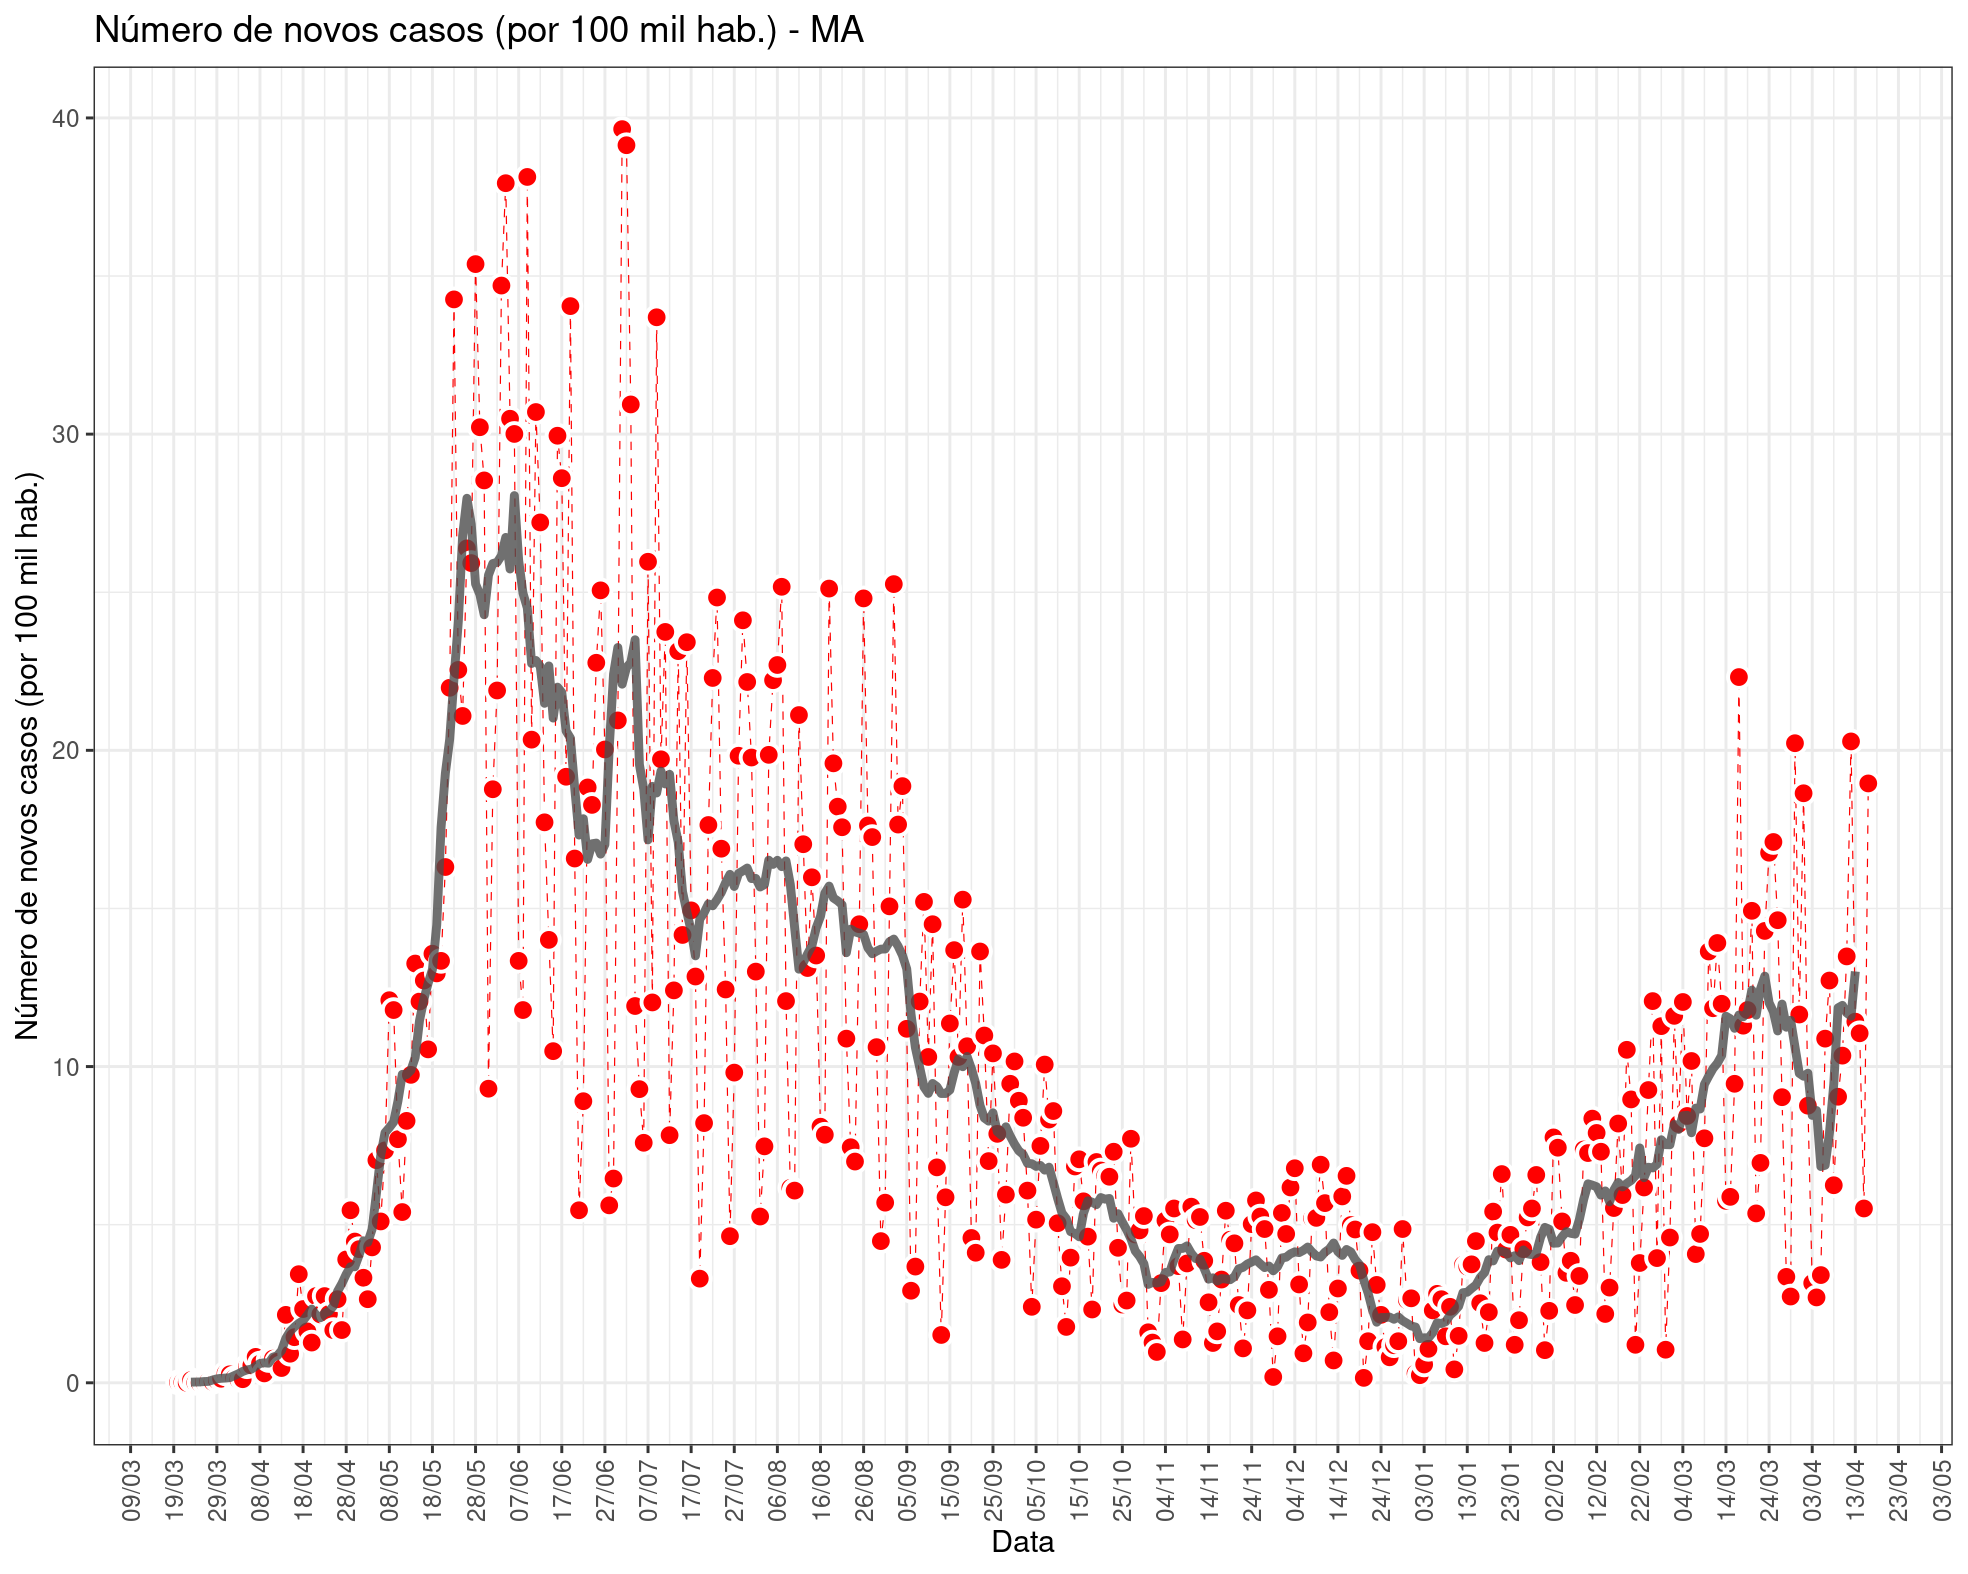 Número de novos casos (por 100 mil hab.) - MA
Número de novos casos (por 100 mil hab.)
40
30
20
10
0
09/03 19/03 29/03 08/04 18/04 28/04 08/05 18/05 28/05 07/06 17/06 27/06 07/07 17/07 27/07 06/08 16/08 26/08 05/09 15/09 25/09 05/10 15/10 25/10 04/11 14/11 24/11 04/12 14/12 24/12 03/01 13/01 23/01 02/02 12/02 22/02 04/03 14/03 24/03 03/04 13/04 23/04 03/05
Data